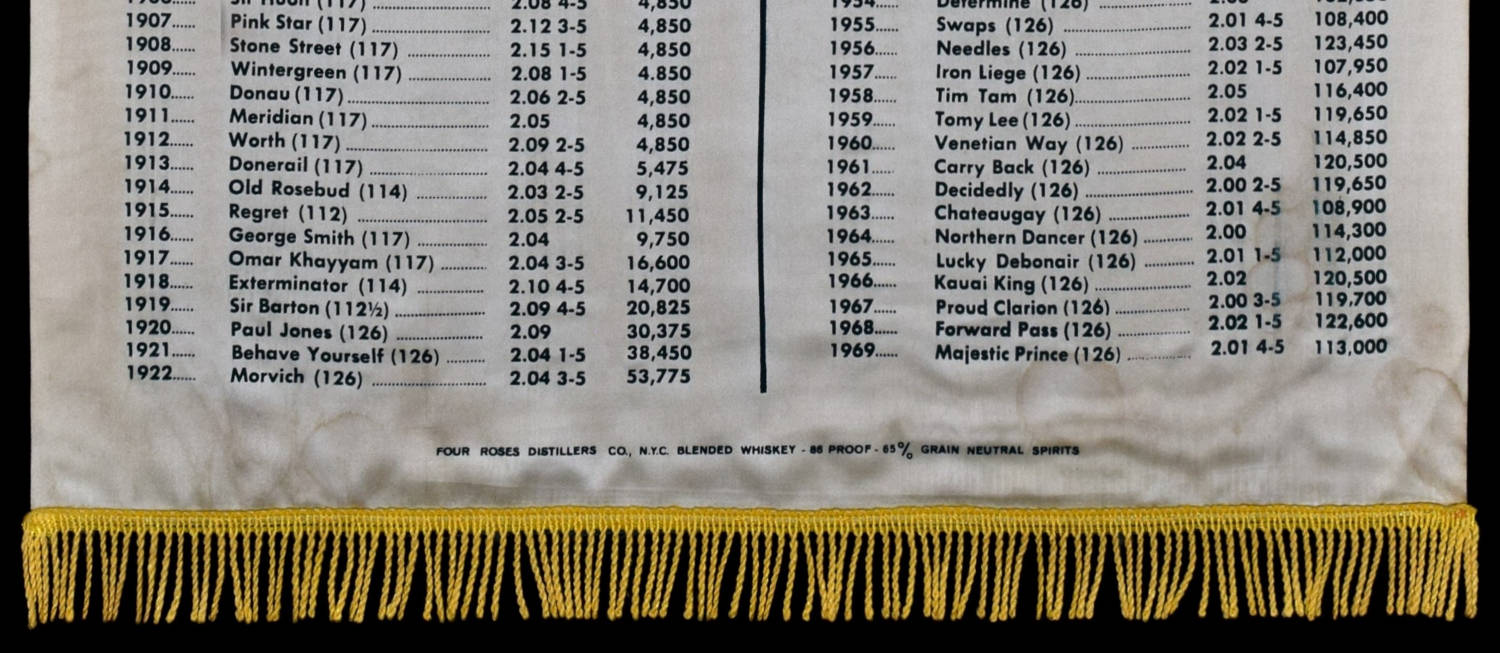 Sir Huon (117) 2.08 4-5 4,850
1907...... Pink Star (117) 2.12 3-5 4,850
1908...... Stone Street (117) 2.15 1-5 4,850
1909...... Wintergreen (117) 2.08 1-5 4.850
1910...... Donau (117) 2.06 2-5 4,850
1911...... Meridian (117) 2.05 4,850
1912...... Worth (117) 2.09 2-5 4,850
1913...... Donerail (117) 2.04 4-5 5,475
1914...... Old Rosebud (114) 2.03 2-5 9,125
1915...... Regret (112) 2.05 2-5 11,450
1916...... George Smith (117) 2.04 9,750
1917...... Omar Khayyam (117) 2.04 3-5 16,600
1918...... Exterminator (114) 2.10 4-5 14,700
1919...... Sir Barton (112½) 2.09 4-5 20,825
1920...... Paul Jones (126) 2.09 30,375
1921...... Behave Yourself (126) 2.04 1-5 38,450
1922...... Morvich (126) 2.04 3-5 53,775
1954...... Determine (126)
1955...... Swaps (126) 2.01 4-5 108,400
1956...... Needles (126) 2.03 2-5 123,450
1957...... Iron Liege (126) 2.02 1-5 107,950
1958...... Tim Tam (126) 2.05 116,400
1959...... Tomy Lee (126) 2.02 1-5 119,650
1960...... Venetian Way (126) 2.02 2-5 114,850
1961...... Carry Back (126) 2.04 120,500
1962...... Decidedly (126) 2.00 2-5 119,650
1963...... Chateaugay (126) 2.01 4-5 108,900
1964...... Northern Dancer (126) 2.00 114,300
1965...... Lucky Debonair (126) 2.01 1-5 112,000
1966...... Kauai King (126) 2.02 120,500
1967...... Proud Clarion (126) 2.00 3-5 119,700
1968...... Forward Pass (126) 2.02 1-5 122,600
1969...... Majestic Prince (126) 2.01 4-5 113,000
FOUR ROSES DISTILLERS CO., N.Y.C. BLENDED WHISKEY - 86 PROOF - 65% GRAIN NEUTRAL SPIRITS